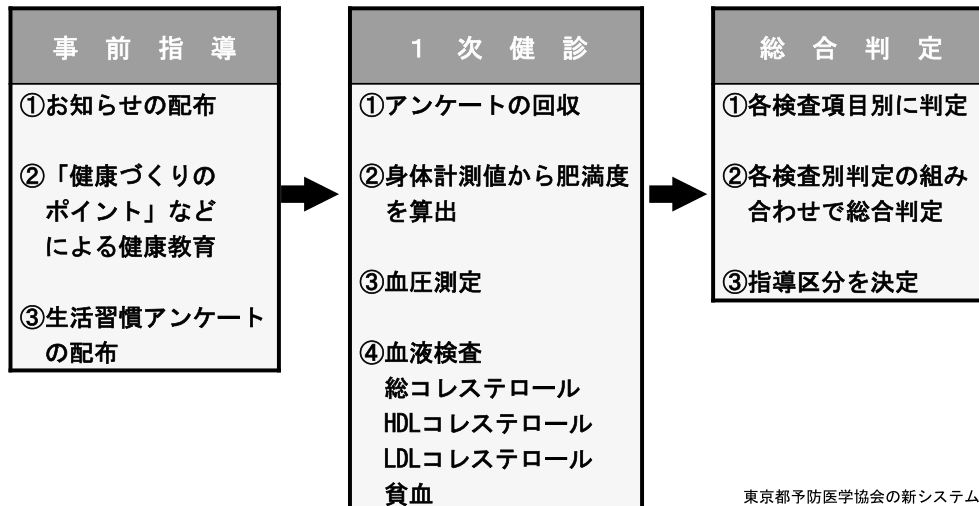 事前指導
①お知らせの配布
②「健康づくりの
ポイント」など
による健康教育
③生活習慣アンケート
の配布
1次健診
①アンケートの回収
②身体計測値から肥満度
を算出
③血圧測定
④血液検査
総コレステロール
HDLコレステロール
LDLコレステロール
貧血
総合判定
①各検査項目別に判定
②各検査別判定の組み
合わせで総合判定
③指導区分を決定
東京都予防医学協会の新システム